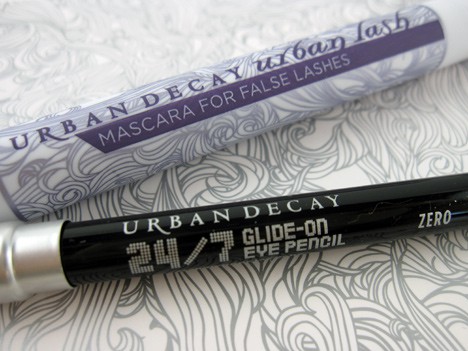 URBAN DECAY urban lash
MASCARA FOR FALSE LASHES
URBAN DECAY
24/7 GLIDE-ON
EYE PENCIL
ZERO